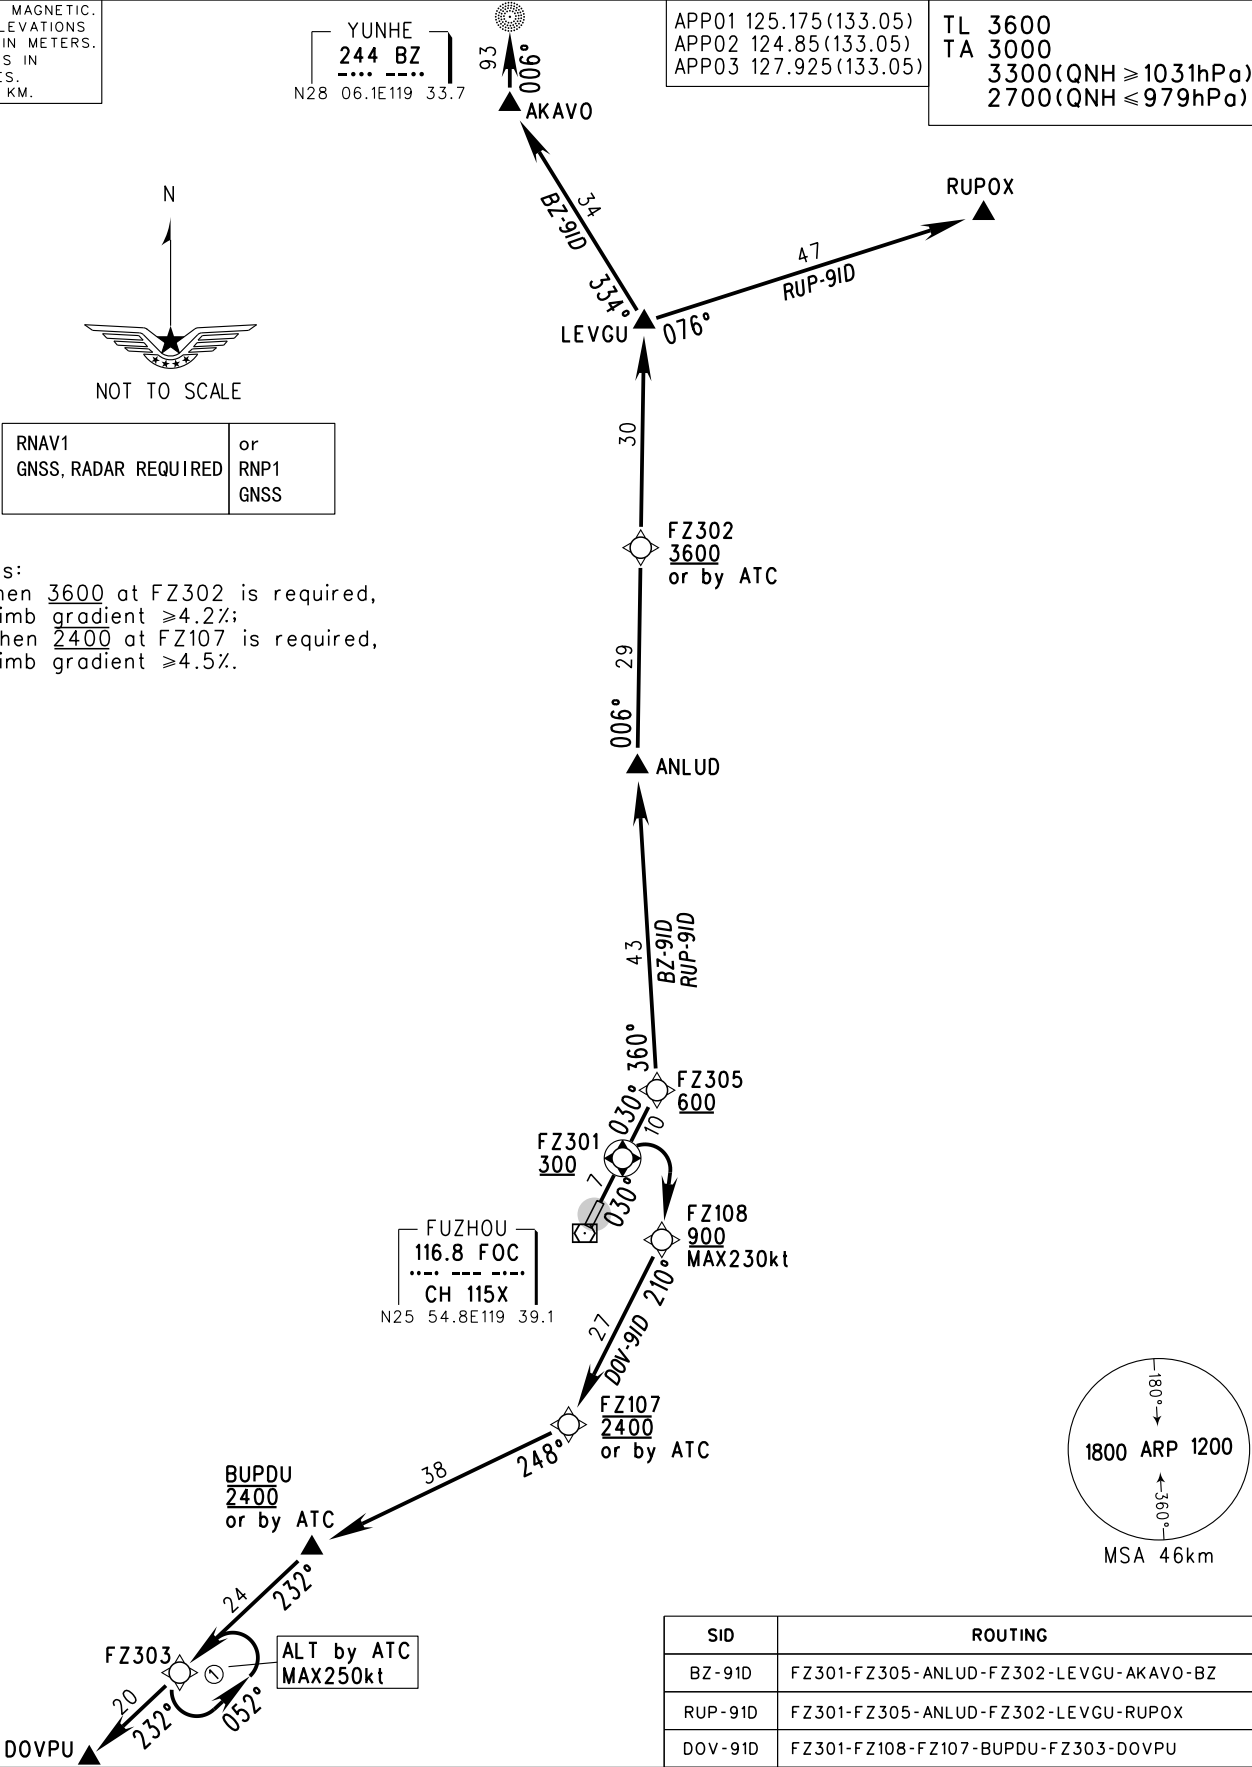 MAGNETIC.
LEVATIONS
IN METERS.
S IN
ES.
KM.
YUNHE
244 BZ
N28 06.1E119 33.7
APP01 125.175(133.05)
APP02 124.85(133.05)
APP03 127.925(133.05)
TL 3600
TA 3000
3300(QNH ≥ 1031hPa)
2700(QNH ≤ 979hPa)
93
006°
AKAVO
34
BZ-91D
334°
RUPOX
47
RUP-91D
LEVGU
076°
N
NOT TO SCALE
RNAV1
GNSS, RADAR REQUIRED
or
RNP1
GNSS
30
FZ302
3600
or by ATC
s:
hen 3600 at FZ302 is required,
imb gradient ≥4.2%;
hen 2400 at FZ107 is required,
imb gradient ≥4.5%.
29
006°
ANLUD
43
BZ-91D
RUP-91D
360°
FZ305
600
030°
10
FZ301
300
7
030°
FZ108
900
MAX230kt
FUZHOU
116.8 FOC
CH 115X
N25 54.8E119 39.1
210°
27
DOV-91D
FZ107
2400
or by ATC
248°
38
BUPDU
2400
or by ATC
232°
24
FZ303
1
ALT by ATC
MAX250kt
052°
20
232°
DOVPU
180°
1800 ARP 1200
360°
MSA 46km
SID ROUTING
BZ-91D FZ301-FZ305-ANLUD-FZ302-LEVGU-AKAVO-BZ
RUP-91D FZ301-FZ305-ANLUD-FZ302-LEVGU-RUPOX
DOV-91D FZ301-FZ108-FZ107-BUPDU-FZ303-DOVPU